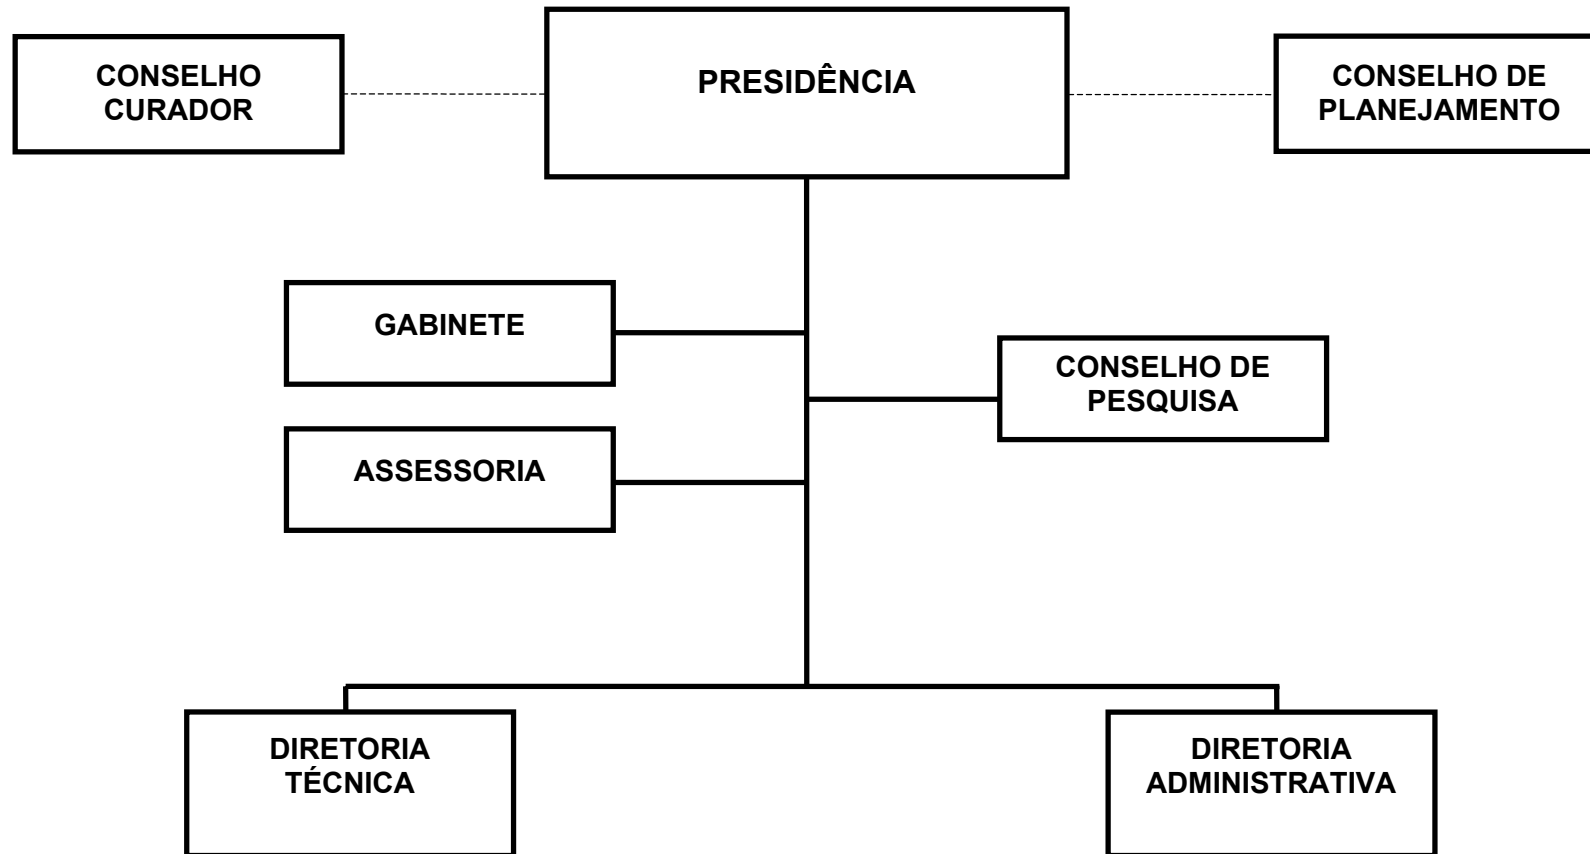 CONSELHO
CURADOR
PRESIDÊNCIA
CONSELHO DE
PLANEJAMENTO
GABINETE
CONSELHO DE
PESQUISA
ASSESSORIA
DIRETORIA
TÉCNICA
DIRETORIA
ADMINISTRATIVA